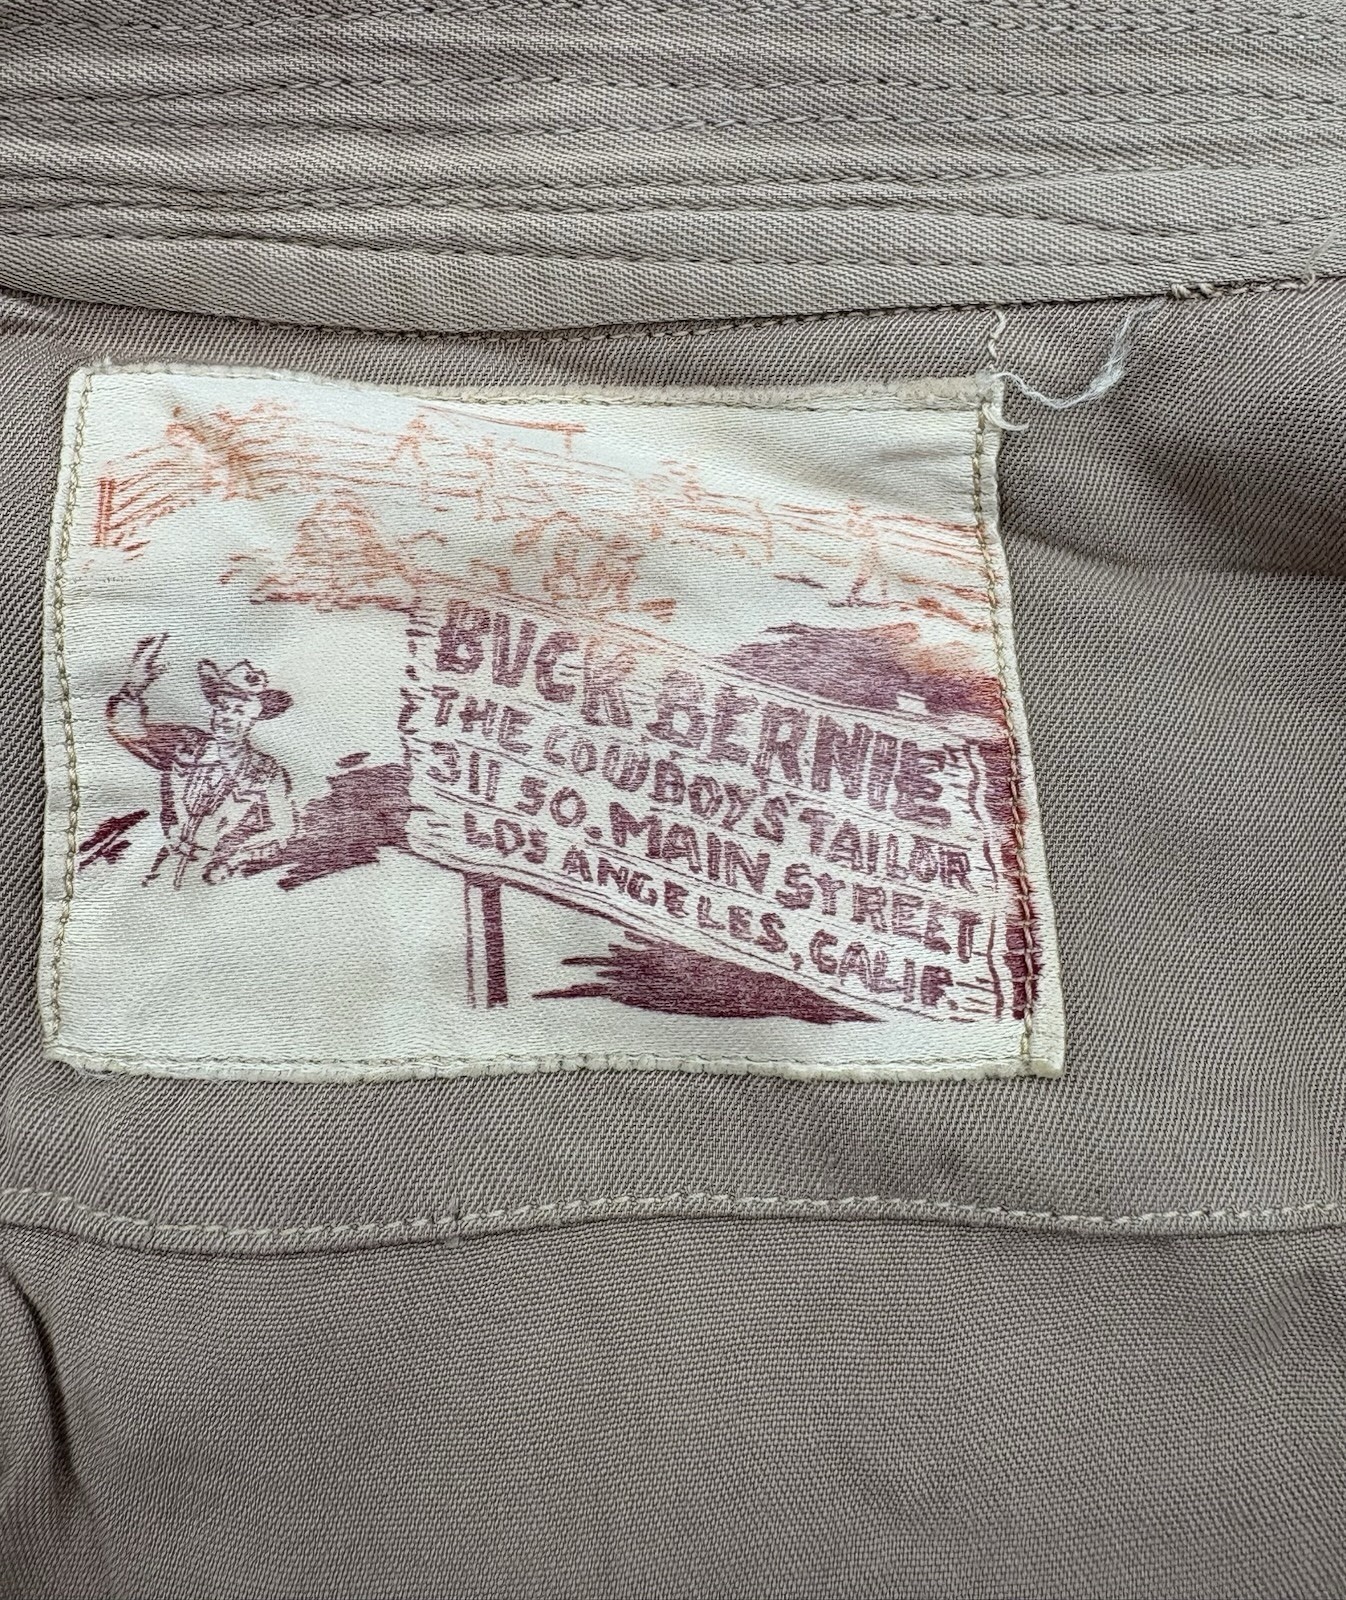 BUCK BERNIE
THE COWBOYS' TAILOR
311 SO. MAIN STREET
LOS ANGELES, CALIF.